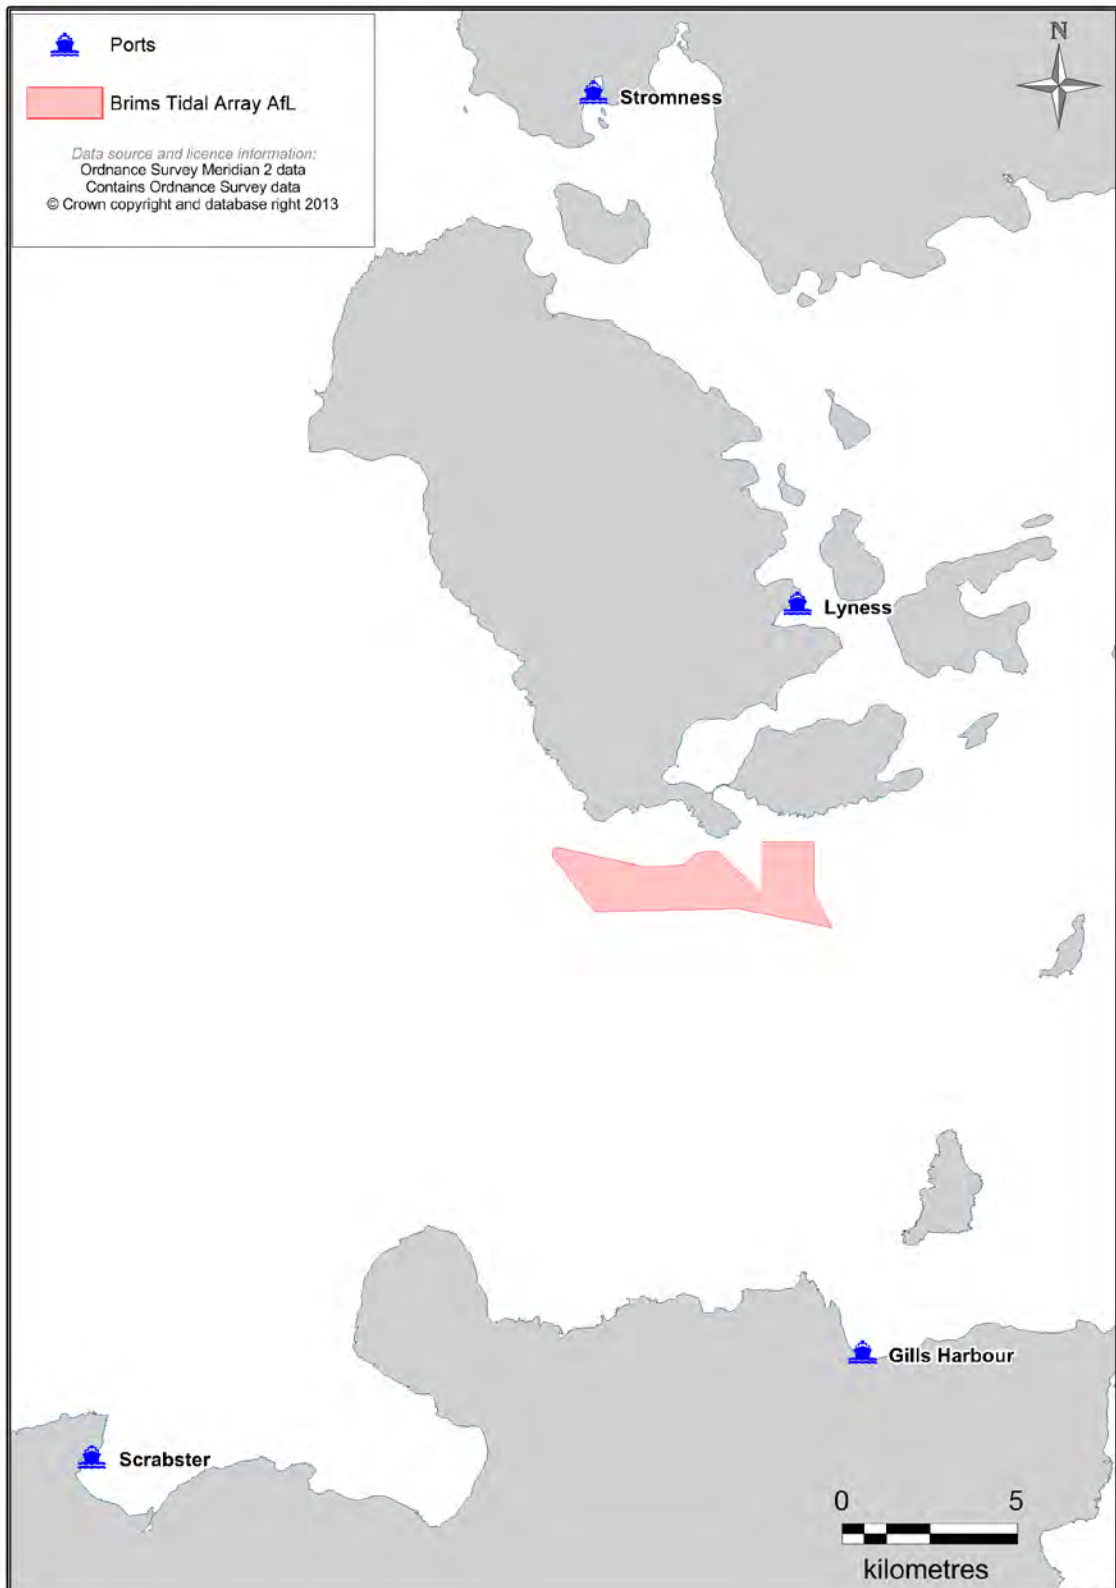 Ports
Brims Tidal Array AfL
Data source and licence information:
Ordnance Survey Meridian 2 data
Contains Ordnance Survey data
© Crown copyright and database right 2013
N
Stromness
Lyness
Gills Harbour
Scrabster
0 5
kilometres